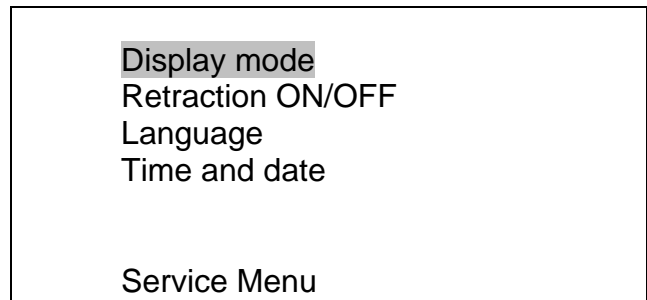 Display mode
Retraction ON/OFF
Language
Time and date
Service Menu